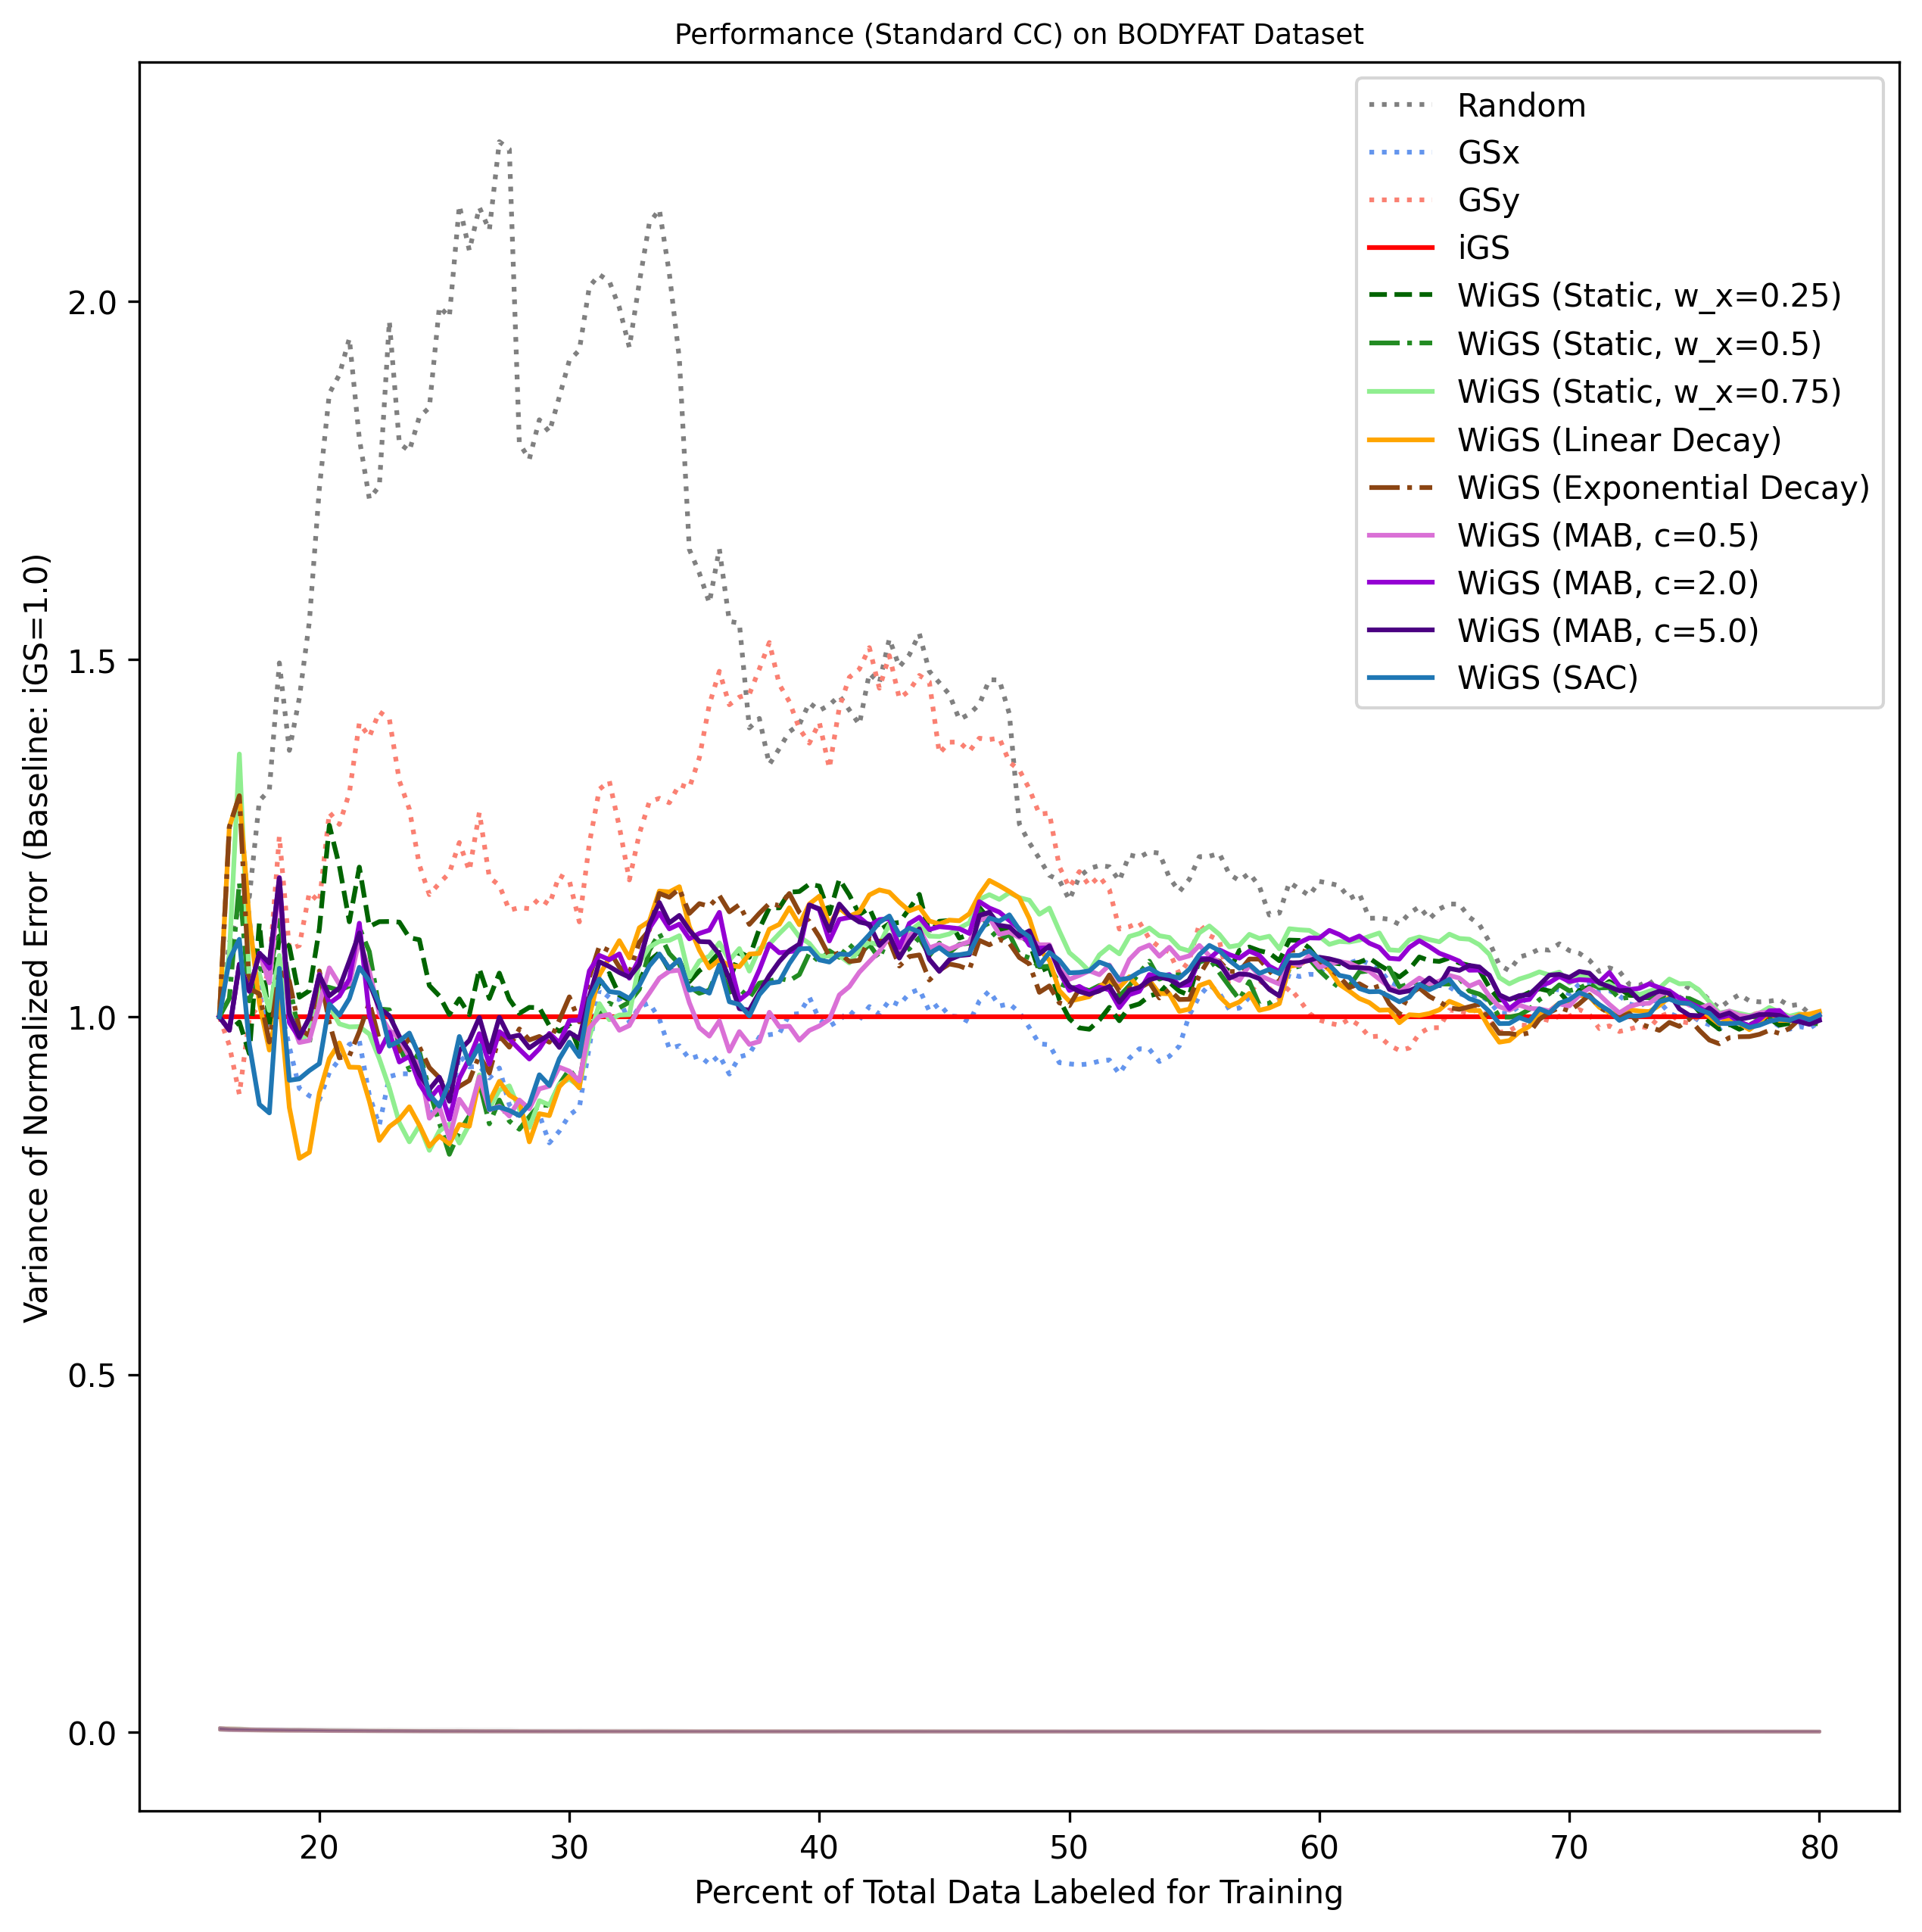 Performance (Standard CC) on BODYFAT Dataset
Variance of Normalized Error (Baseline: iGS=1.0)
2.0
1.5
1.0
0.5
0.0
20
30
40
50
60
70
80
Percent of Total Data Labeled for Training
Random
GSx
GSy
iGS
WiGS (Static, w_x=0.25)
WiGS (Static, w_x=0.5)
WiGS (Static, w_x=0.75)
WiGS (Linear Decay)
WiGS (Exponential Decay)
WiGS (MAB, c=0.5)
WiGS (MAB, c=2.0)
WiGS (MAB, c=5.0)
WiGS (SAC)